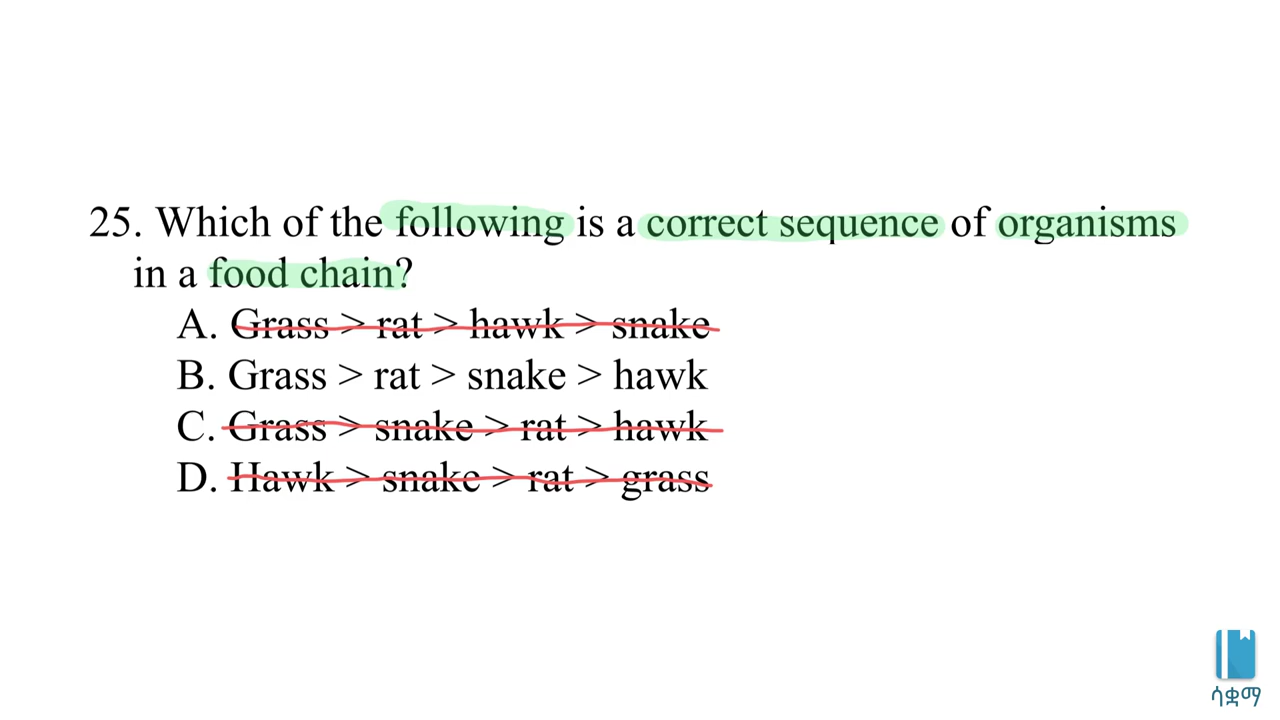 25. Which of the following is a correct sequence of organisms
in a food chain?
A. Grass > rat > hawk > snake
B. Grass > rat > snake > hawk
C. Grass > snake > rat > hawk
D. Hawk > snake > rat > grass
ሳቋማ